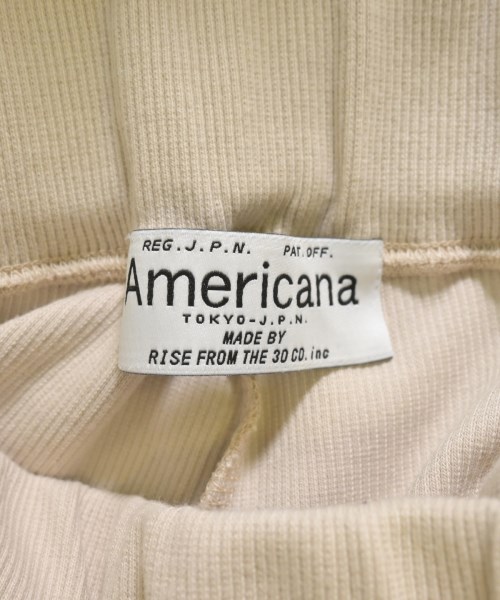 REG.J.P.N. PAT.OFF.
Americana
TOKYO-J.P.N.
MADE BY
RISE FROM THE 30 CO. inc